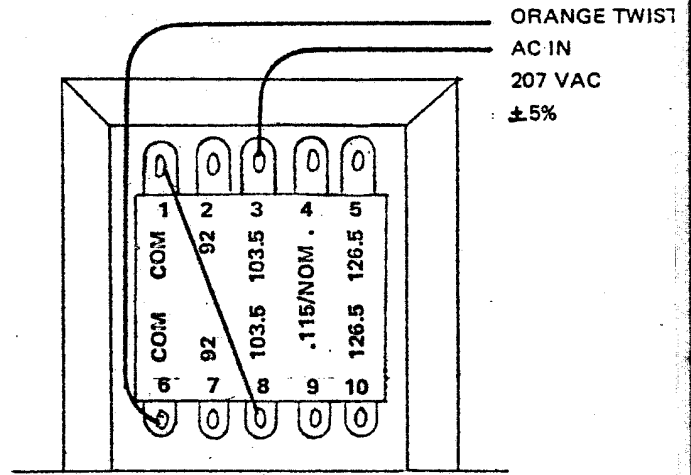 ORANGE TWIST
AC IN
207 VAC
±5%
1 2 3 4 5
COM 92 103.5 .115/NOM. 126.5
COM 92 103.5 126.5
6 7 8 9 10